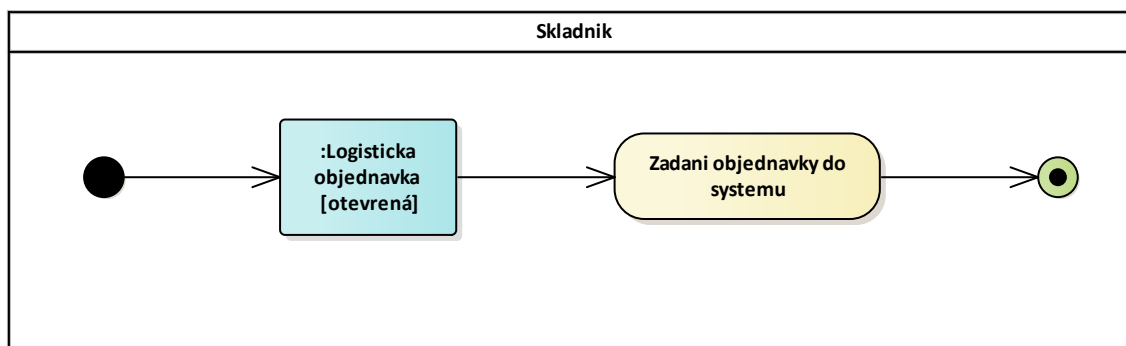 Skladnik
:Logisticka
objednavka
[otevrená]
Zadani objednavky do
systemu